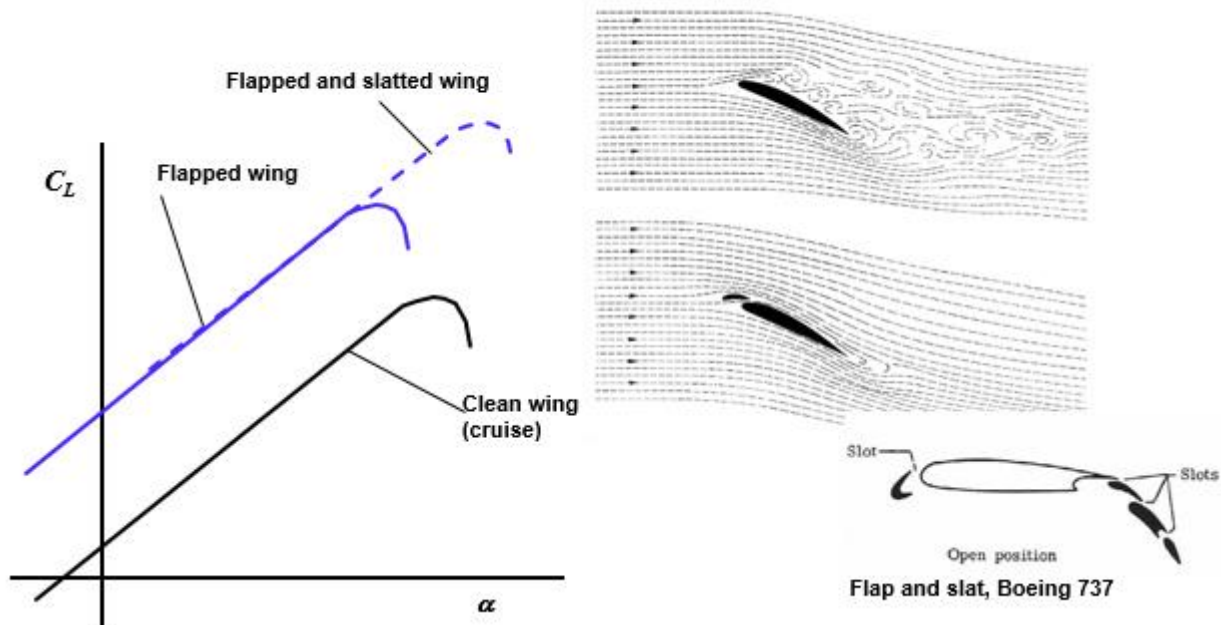 Flapped and slatted wing
C_L
Flapped wing
Clean wing
(cruise)
α
Slot
Slots
Open position
Flap and slat, Boeing 737